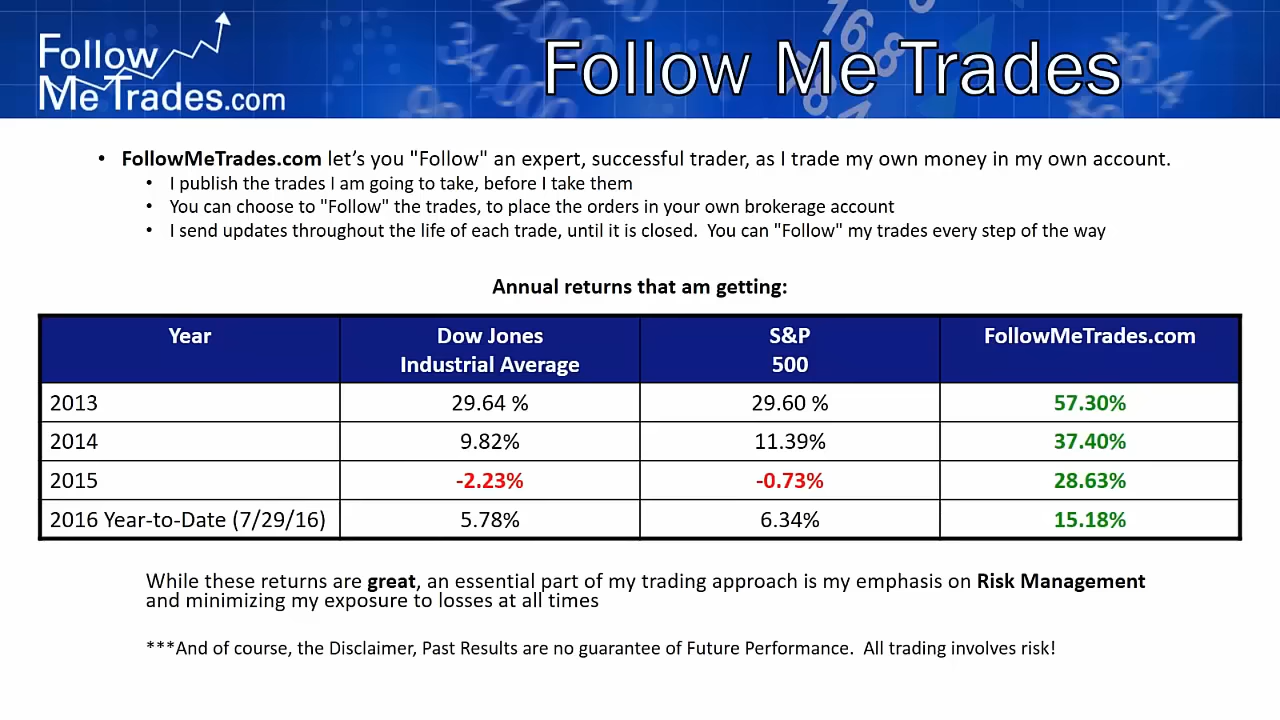 Follow
Me Trades.com
Follow Me Trades
• FollowMeTrades.com let’s you "Follow" an expert, successful trader, as I trade my own money in my own account.
• I publish the trades I am going to take, before I take them
• You can choose to "Follow" the trades, to place the orders in your own brokerage account
• I send updates throughout the life of each trade, until it is closed.  You can "Follow" my trades every step of the way
Annual returns that am getting:
Year Dow Jones Industrial Average S&P 500 FollowMeTrades.com
2013 29.64 % 29.60 % 57.30%
2014 9.82% 11.39% 37.40%
2015 -2.23% -0.73% 28.63%
2016 Year-to-Date (7/29/16) 5.78% 6.34% 15.18%
While these returns are great, an essential part of my trading approach is my emphasis on Risk Management
and minimizing my exposure to losses at all times
***And of course, the Disclaimer, Past Results are no guarantee of Future Performance.  All trading involves risk!